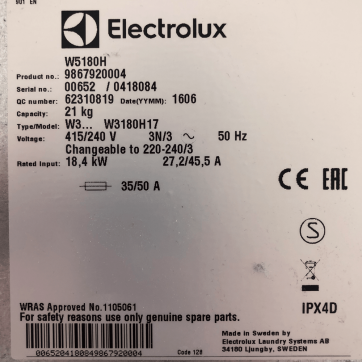 901 EN
Electrolux
W5180H
Product no.: 9867920004
Serial no.: 00652 / 0418084
QC number: 62310819 Date(YYMM): 1606
Capacity: 21 kg
Type/Model: W3... W3180H17
Voltage: 415/240 V 3N/3 ~ 50 Hz
Changeable to 220-240/3
Rated Input: 18,4 kW 27,2/45,5 A
35/50 A
CE EAC
S
IPX4D
WRAS Approved No.1105061
For safety reasons use only genuine spare parts.
Made in Sweden by
Electrolux Laundry Systems AB
34180 Ljungby, SWEDEN
0065204180849867920004 Code 128